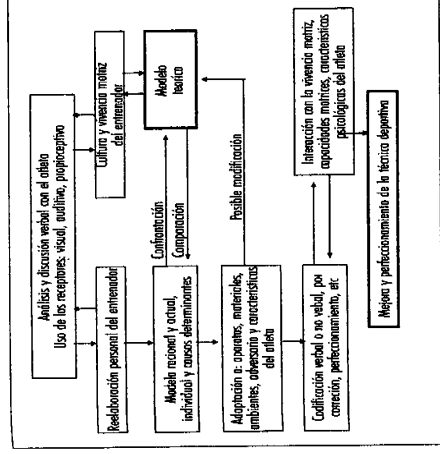 Análisis y discusión verbal con el atleta
Uso de los receptores: visual, auditivo, propioceptivo
Reelaboración personal del entrenador
Cultura y vivencia motriz
del entrenador
Modelo racional y actual,
individual y causas determinantes
Confrontación
Comparación
Modelo
teorico
Adaptación a: aparatos, materiales,
ambientes, adversario y características
del atleta
Posible modificación
Codificación verbal o no verbal, por
correción, perfeccionamiento, etc
Interacción con la vivencia motriz,
capacidades motrices, características
psicológicas del atleta
Mejora y perfeccionamiento de la técnica deportiva